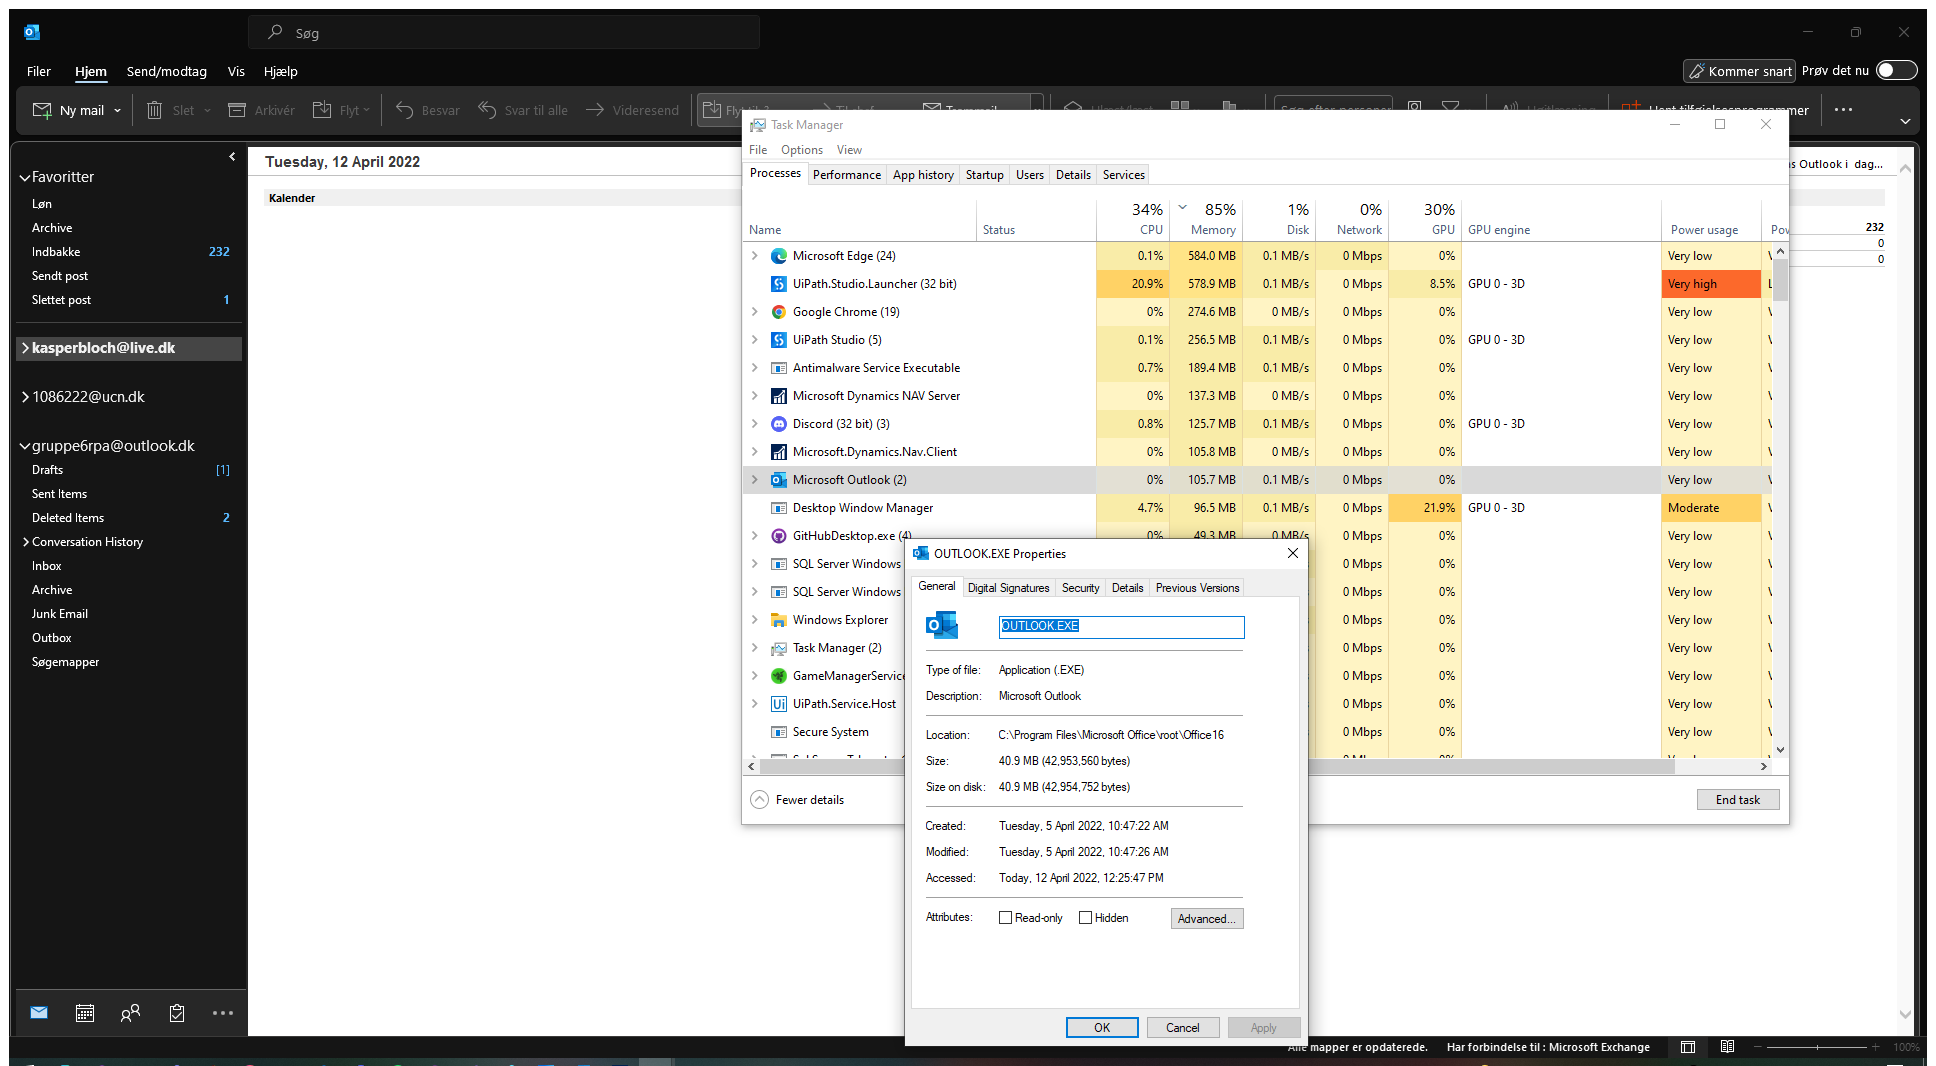 Søg
Filer Hjem Send/modtag Vis Hjælp
Kommer snart Prøv det nu
Ny mail Slet Arkivér Flyt Besvar Svar til alle Videresend
Favoritter
Løn
Archive
Indbakke 232
Sendt post
Slettet post 1
kasperbloch@live.dk
1086222@ucn.dk
gruppe6rpa@outlook.dk
Drafts [1]
Sent Items
Deleted Items 2
Conversation History
Inbox
Archive
Junk Email
Outbox
Søgemapper
Tuesday, 12 April 2022
Kalender
Outlook i dag...
232
0
0
Task Manager
File Options View
Processes Performance App history Startup Users Details Services
34% 85% 1% 0% 30%
Name Status CPU Memory Disk Network GPU GPU engine Power usage
Microsoft Edge (24) 0.1% 584.0 MB 0.1 MB/s 0 Mbps 0% Very low
UiPath.Studio.Launcher (32 bit) 20.9% 578.9 MB 0.1 MB/s 0 Mbps 8.5% GPU 0 - 3D Very high
Google Chrome (19) 0% 274.6 MB 0 MB/s 0 Mbps 0% Very low
UiPath Studio (5) 0.1% 256.5 MB 0.1 MB/s 0 Mbps 0% GPU 0 - 3D Very low
Antimalware Service Executable 0.7% 189.4 MB 0.1 MB/s 0 Mbps 0% Very low
Microsoft Dynamics NAV Server 0% 137.3 MB 0 MB/s 0 Mbps 0% Very low
Discord (32 bit) (3) 0.8% 125.7 MB 0.1 MB/s 0 Mbps 0% GPU 0 - 3D Very low
Microsoft.Dynamics.Nav.Client 0% 105.8 MB 0 MB/s 0 Mbps 0% Very low
Microsoft Outlook (2) 0% 105.7 MB 0.1 MB/s 0 Mbps 0% Very low
Desktop Window Manager 4.7% 96.5 MB 0.1 MB/s 0 Mbps 21.9% GPU 0 - 3D Moderate
GitHubDesktop.exe (4) 0% 49.3 MB 0 MB/s 0 Mbps 0% Very low
SQL Server Windows 0 Mbps 0% Very low
SQL Server Windows 0 Mbps 0% Very low
Windows Explorer 0 Mbps 0% Very low
Task Manager (2) 0 Mbps 0% Very low
GameManagerService 0 Mbps 0% Very low
UiPath.Service.Host 0 Mbps 0% Very low
Secure System 0 Mbps 0% Very low
Fewer details
End task
OUTLOOK.EXE Properties
General Digital Signatures Security Details Previous Versions
OUTLOOK.EXE
Type of file: Application (.EXE)
Description: Microsoft Outlook
Location: C:\Program Files\Microsoft Office\root\Office16
Size: 40.9 MB (42,953,560 bytes)
Size on disk: 40.9 MB (42,954,752 bytes)
Created: Tuesday, 5 April 2022, 10:47:22 AM
Modified: Tuesday, 5 April 2022, 10:47:26 AM
Accessed: Today, 12 April 2022, 12:25:47 PM
Attributes: Read-only Hidden Advanced...
OK Cancel Apply
Alle mapper er opdaterede. Har forbindelse til : Microsoft Exchange 100%